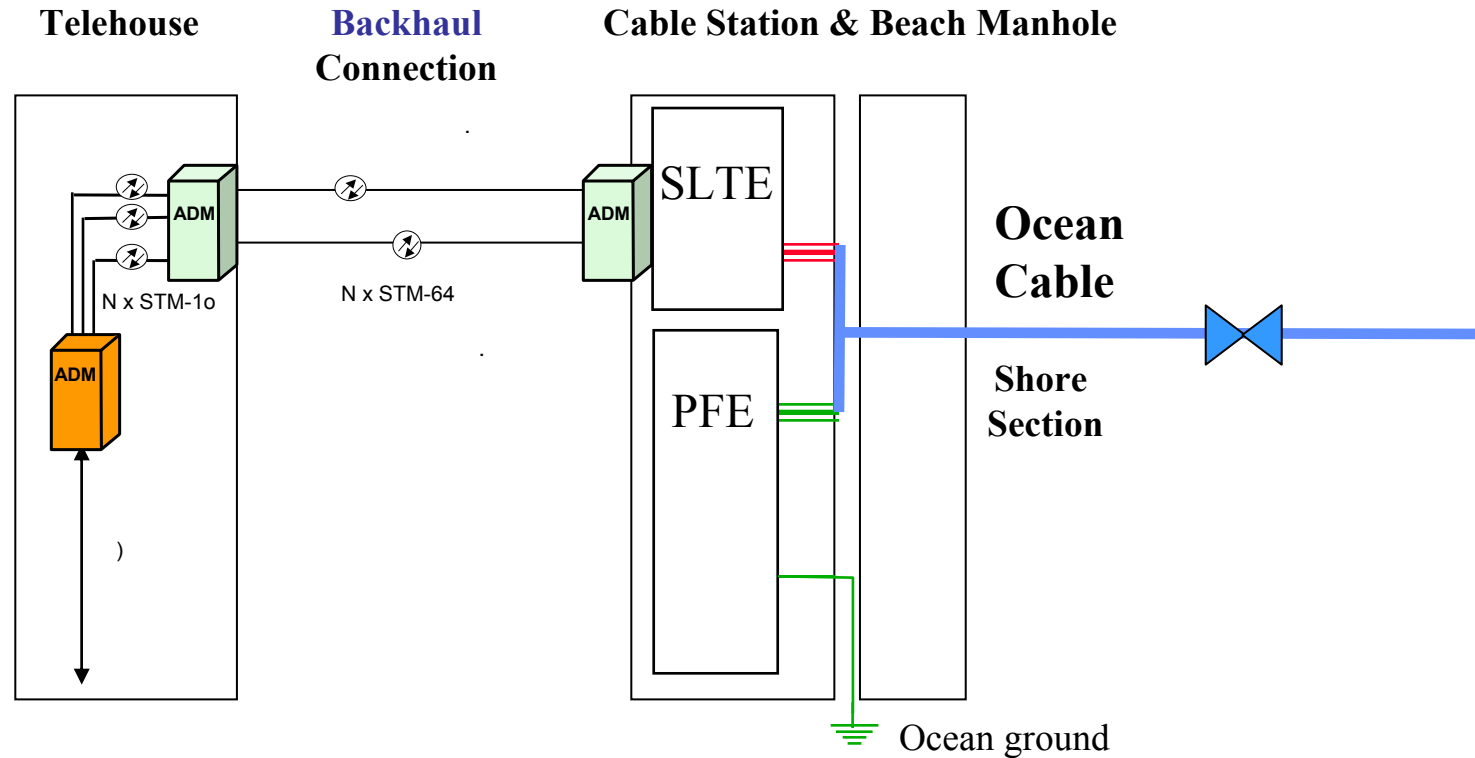 Telehouse
Backhaul
Connection
Cable Station & Beach Manhole
.
SLTE
ADM
ADM
Ocean
Cable
N x STM-1o
N x STM-64
.
ADM
PFE
Shore
Section
)
Ocean ground